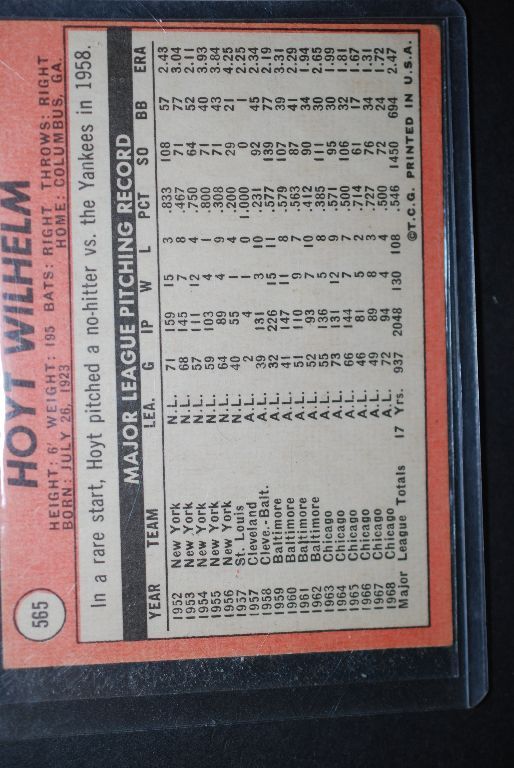 565
HOYT WILHELM
HEIGHT: 6' WEIGHT: 195 BATS: RIGHT THROWS: RIGHT
BORN: JULY 26, 1923 HOME: COLUMBUS, GA.
In a rare start, Hoyt pitched a no-hitter vs. the Yankees in 1958.
MAJOR LEAGUE PITCHING RECORD
YEAR TEAM LEA. G IP W L PCT SO BB ERA
1952 New York N.L. 71 159 15 3 .833 108 57 2.43
1953 New York N.L. 68 145 7 8 .467 71 77 3.04
1954 New York N.L. 57 111 12 4 .750 64 52 2.11
1955 New York N.L. 59 103 4 1 .800 71 40 3.93
1956 New York N.L. 64 89 4 9 .308 71 43 3.84
1957 St. Louis N.L. 40 55 1 4 .200 29 21 4.25
1957 Cleveland A.L. 2 4 1 0 1.000 0 2.25
1958 Cleve.-Balt. A.L. 39 131 3 10 .231 92 45 2.34
1959 Baltimore A.L. 32 226 15 11 .577 139 77 2.19
1960 Baltimore A.L. 41 147 11 8 .579 107 39 3.31
1961 Baltimore A.L. 51 110 9 7 .563 87 41 2.29
1962 Baltimore A.L. 52 93 7 10 .412 90 34 1.94
1963 Chicago A.L. 55 136 5 8 .385 111 30 2.65
1964 Chicago A.L. 73 131 12 9 .571 95 30 1.99
1965 Chicago A.L. 66 144 7 7 .500 106 32 1.81
1966 Chicago A.L. 46 81 5 2 .714 61 17 1.67
1967 Chicago A.L. 49 89 8 3 .727 76 34 1.31
1968 Chicago A.L. 72 94 4 4 .500 72 24 1.72
Major League Totals 17 Yrs. 937 2048 130 108 .546 1450 694 2.47
©T.C.G. PRINTED IN U.S.A.